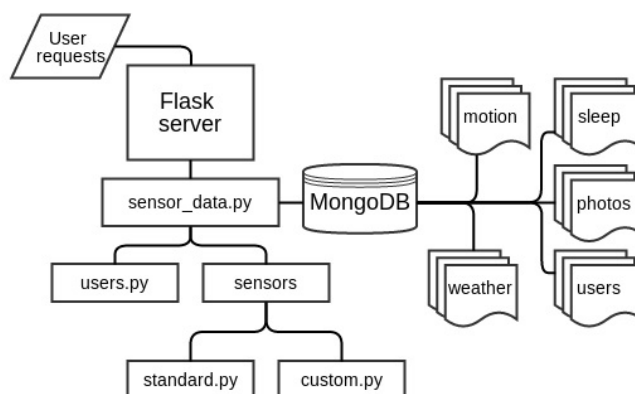 User
requests
Flask
server
sensor_data.py
MongoDB
motion
sleep
photos
weather
users
users.py
sensors
standard.py
custom.py